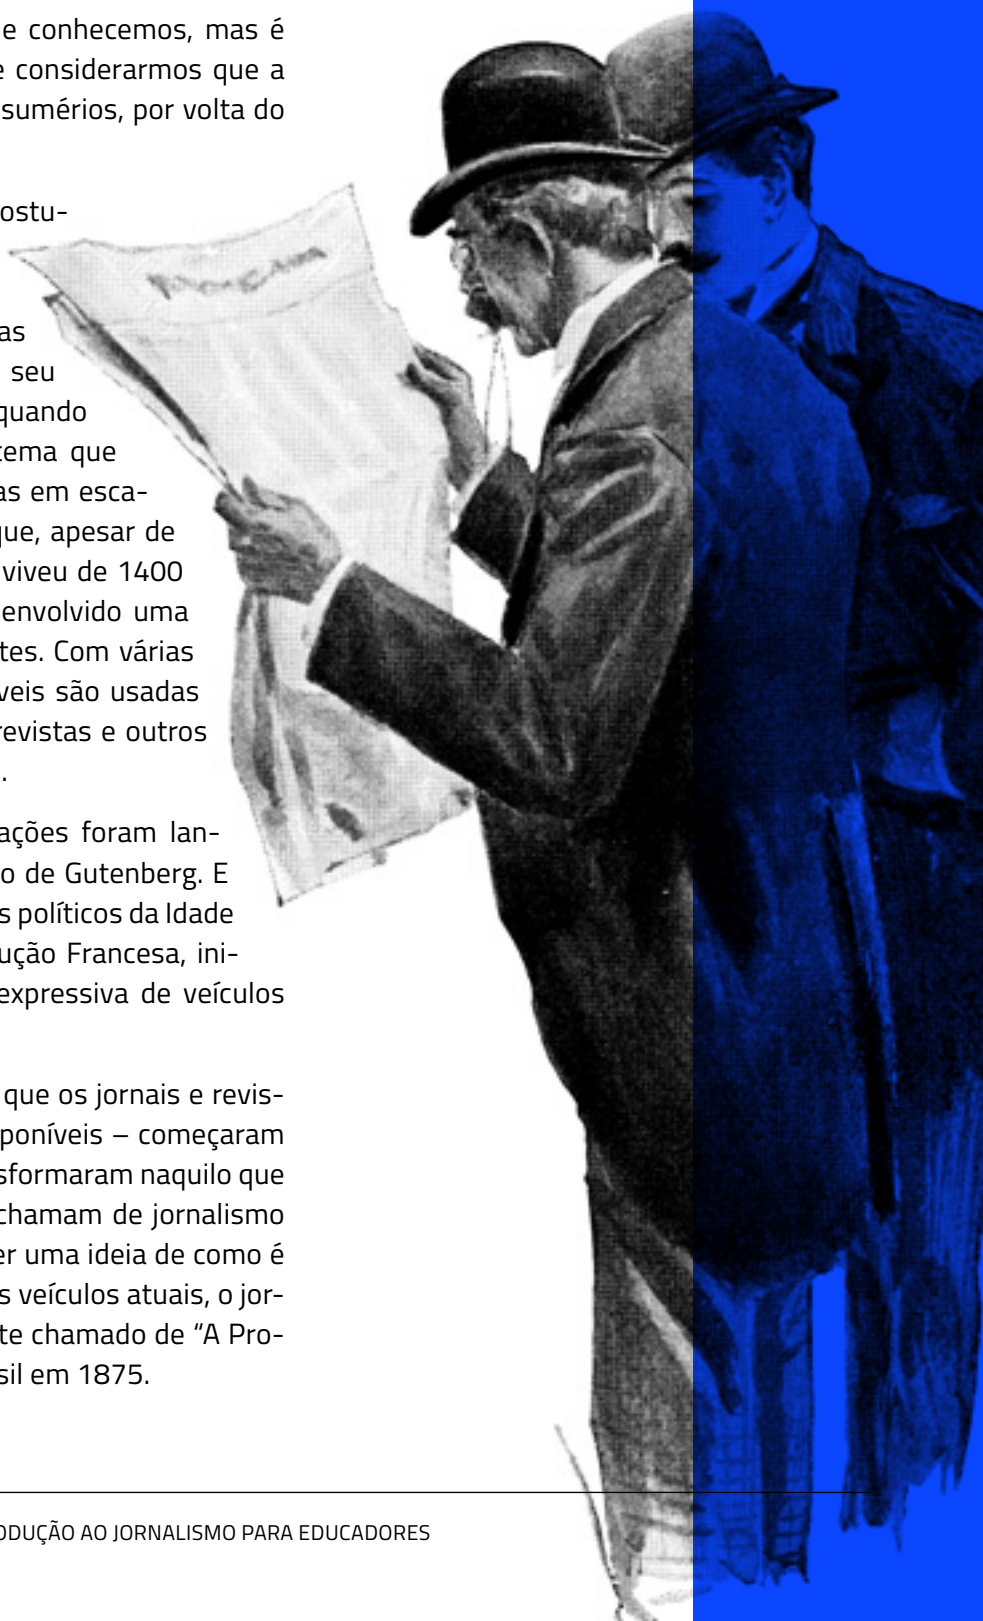 e conhecemos, mas é
e considerarmos que a
sumérios, por volta do
ostu-
as
seu
quando
tema que
as em esca-
que, apesar de
viveu de 1400
envolvido uma
tes. Com várias
veis são usadas
revistas e outros
.
ações foram lan-
o de Gutenberg. E
s políticos da Idade
ução Francesa, ini-
expressiva de veículos
que os jornais e revis-
poníveis – começaram
sformaram naquilo que
chamam de jornalismo
er uma ideia de como é
s veículos atuais, o jor-
te chamado de “A Pro-
sil em 1875.
ODUÇÃO AO JORNALISMO PARA EDUCADORES